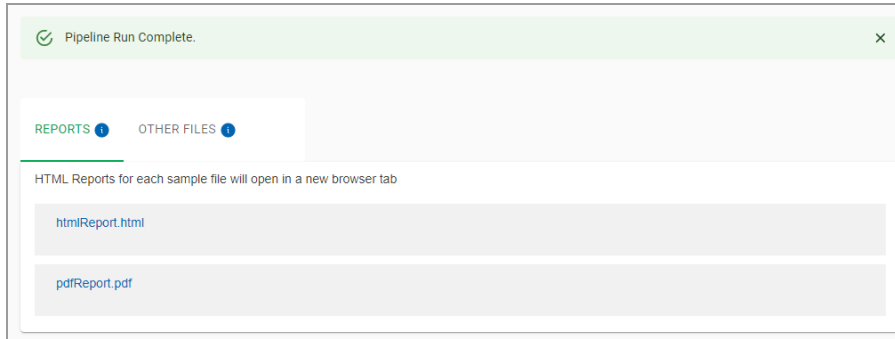 Pipeline Run Complete.
REPORTS OTHER FILES
HTML Reports for each sample file will open in a new browser tab
htmlReport.html
pdfReport.pdf